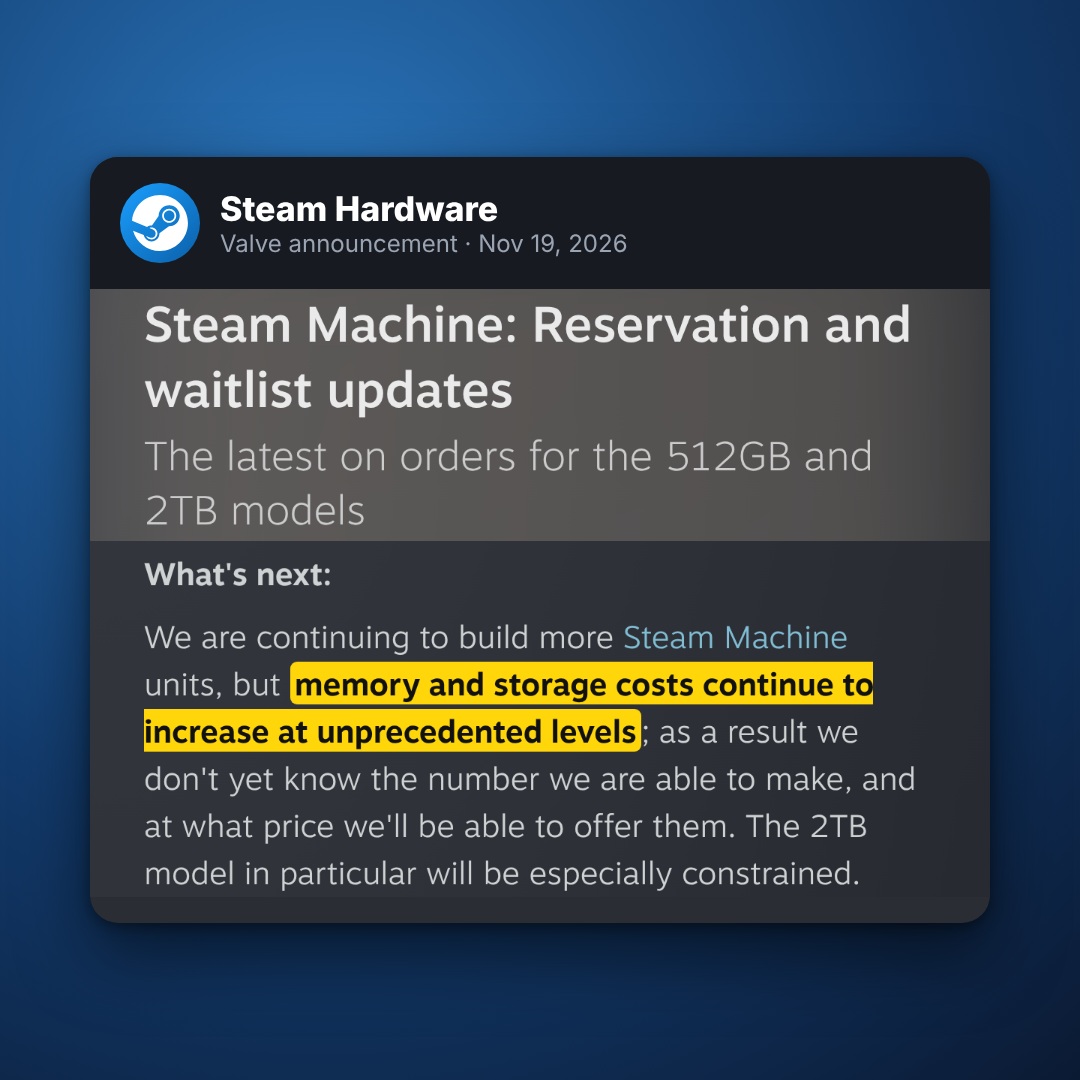 Steam Hardware
Valve announcement · Nov 19, 2026
Steam Machine: Reservation and
waitlist updates
The latest on orders for the 512GB and
2TB models
What's next:
We are continuing to build more Steam Machine
units, but memory and storage costs continue to
increase at unprecedented levels; as a result we
don't yet know the number we are able to make, and
at what price we'll be able to offer them. The 2TB
model in particular will be especially constrained.